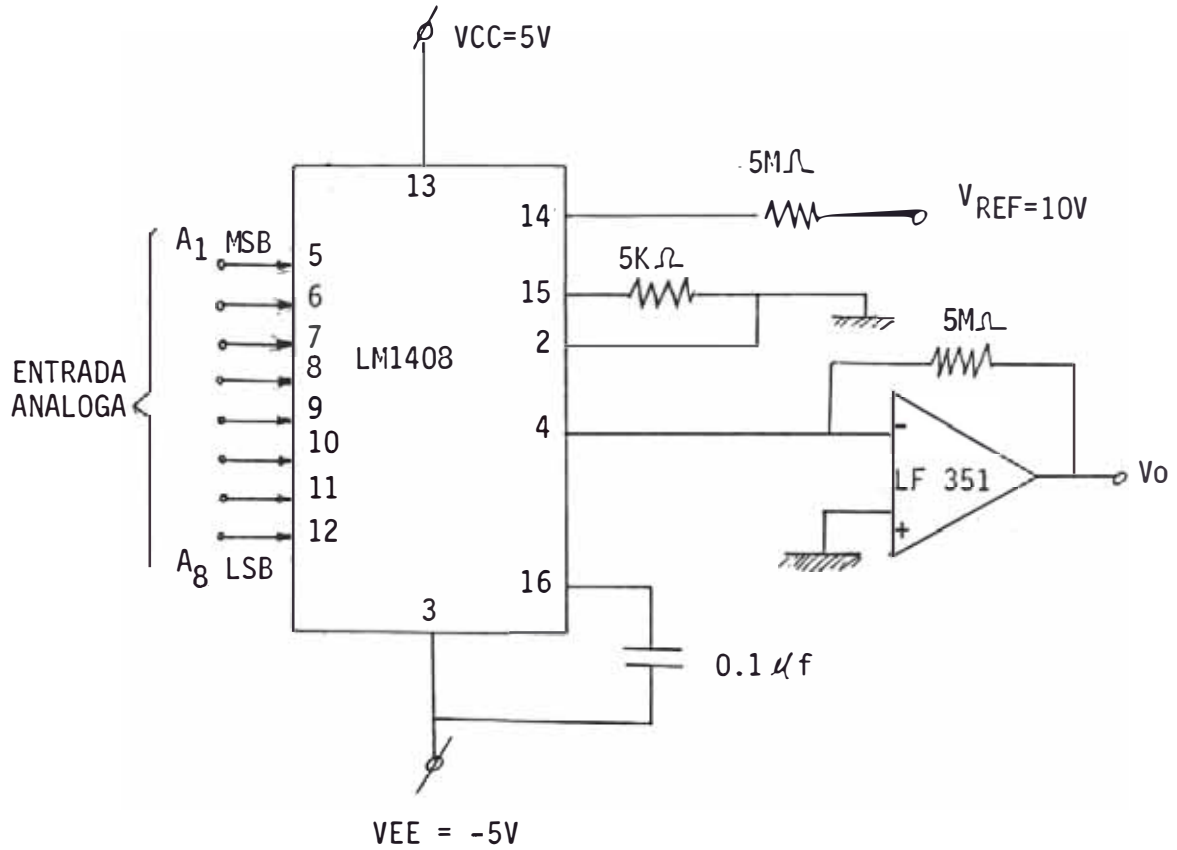 VCC=5V
13
5MΩ
14
VREF=10V
A1 MSB
5
5KΩ
6
15
7
5MΩ
2
8
LM1408
ENTRADA
ANALOGA
9
4
10
-
11
LF 351
Vo
12
+
A8 LSB
16
3
0.1 μf
VEE = -5V